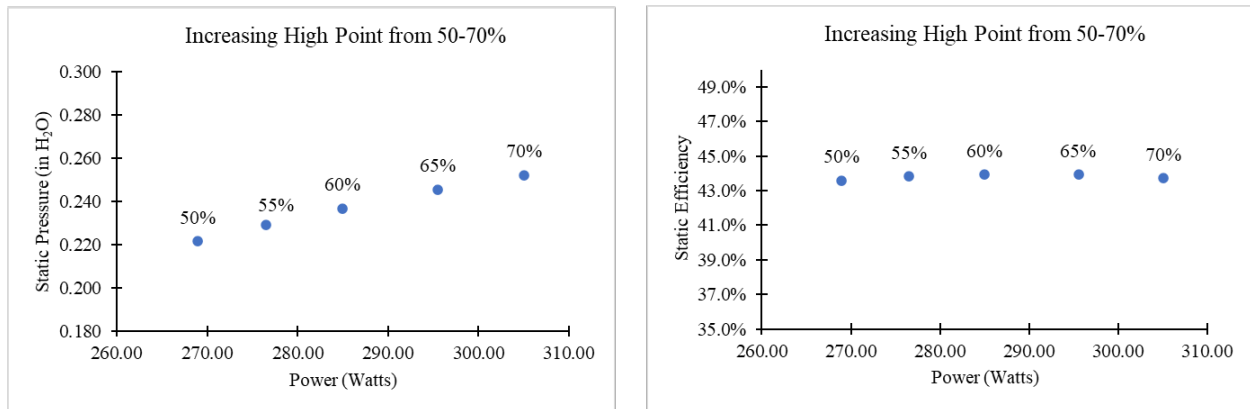 Increasing High Point from 50-70%
0.300
0.280
0.260
0.240
0.220
0.200
0.180
Static Pressure (in H₂O)
50%
55%
60%
65%
70%
260.00 270.00 280.00 290.00 300.00 310.00
Power (Watts)
Increasing High Point from 50-70%
49.0%
47.0%
45.0%
43.0%
41.0%
39.0%
37.0%
35.0%
Static Efficiency
50% 55% 60% 65% 70%
260.00 270.00 280.00 290.00 300.00 310.00
Power (Watts)